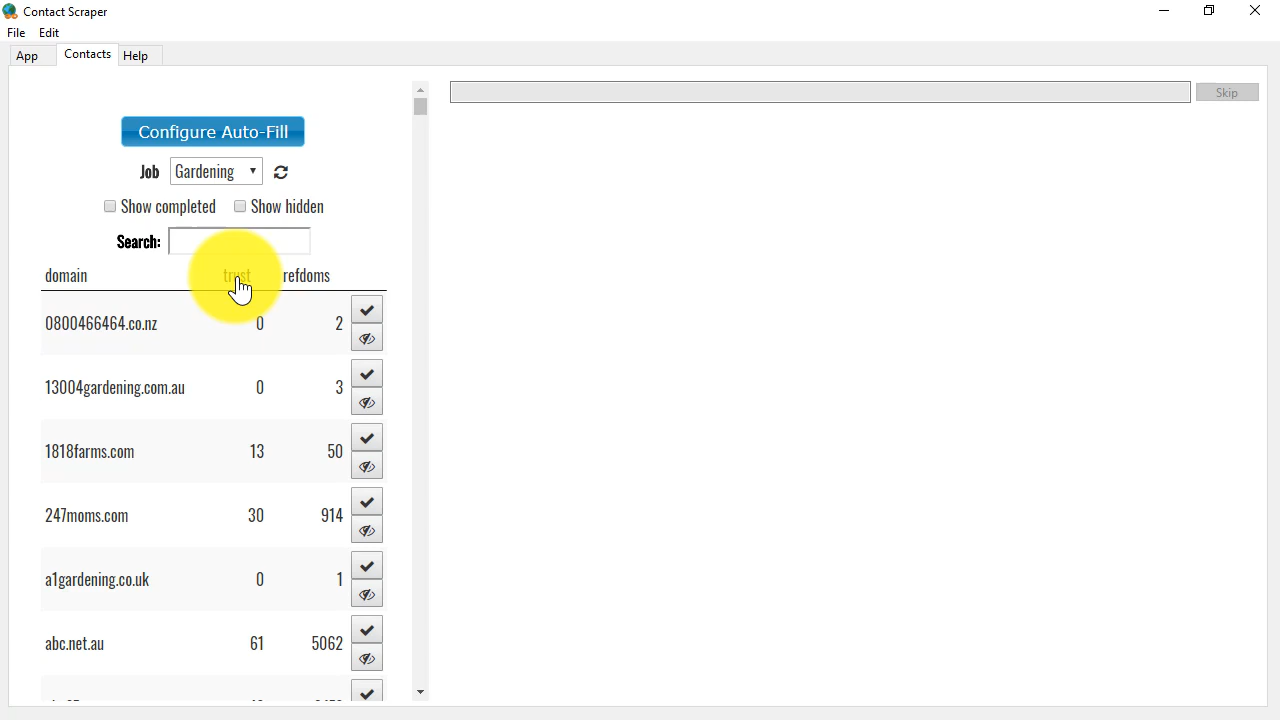 Contact Scraper
File Edit
App Contacts Help
Skip
Configure Auto-Fill
Job Gardening
Show completed Show hidden
Search:
domain trust refdoms
0800466464.co.nz 0 2
13004gardening.com.au 0 3
1818farms.com 13 50
247moms.com 30 914
a1gardening.co.uk 0 1
abc.net.au 61 5062